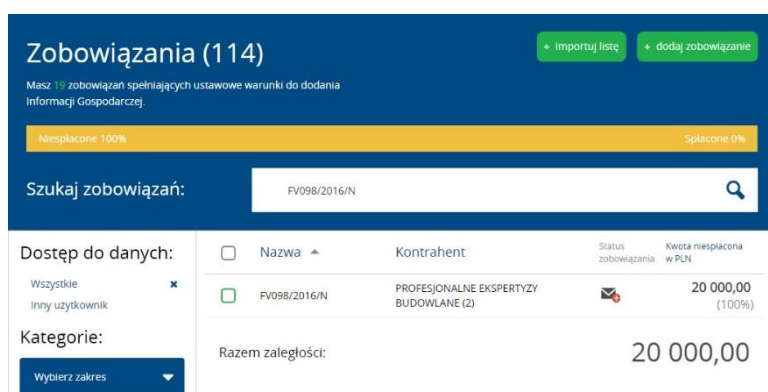 Zobowiązania (114)
+ importuj listę
+ dodaj zobowiązanie
Masz 19 zobowiązań spełniających ustawowe warunki do dodania
Informacji Gospodarczej.
Niespłacone 100%
Spłacone 0%
Szukaj zobowiązań:
FV098/2016/N
Dostęp do danych:
Wszystkie
Inny użytkownik
Kategorie:
Wybierz zakres
Nazwa
Kontrahent
Status
zobowiązania
Kwota niespłacona
w PLN
FV098/2016/N
PROFESJONALNE EKSPERTYZY
BUDOWLANE (2)
20 000,00
(100%)
Razem zaległości:
20 000,00